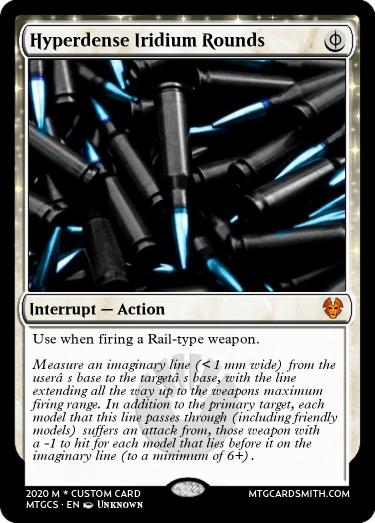 Hyperdense Iridium Rounds
Interrupt — Action
Use when firing a Rail-type weapon.
Measure an imaginary line (< 1 mm wide) from the
userâ s base to the targetâ s base, with the line
extending all the way up to the weapons maximum
firing range. In addition to the primary target, each
model that this line passes through (including friendly
models) suffers an attack from, those weapon with
a -1 to hit for each model that lies before it on the
imaginary line (to a minimum of 6+).
2020 M * CUSTOM CARD
MTGCS • EN Unknown
MTGCARDSMITH.COM